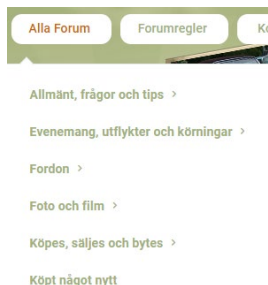 Alla Forum
Forumregler
Allmänt, frågor och tips >
Evenemang, utflykter och körningar >
Fordon >
Foto och film >
Köpes, säljes och bytes >
Köpt något nytt